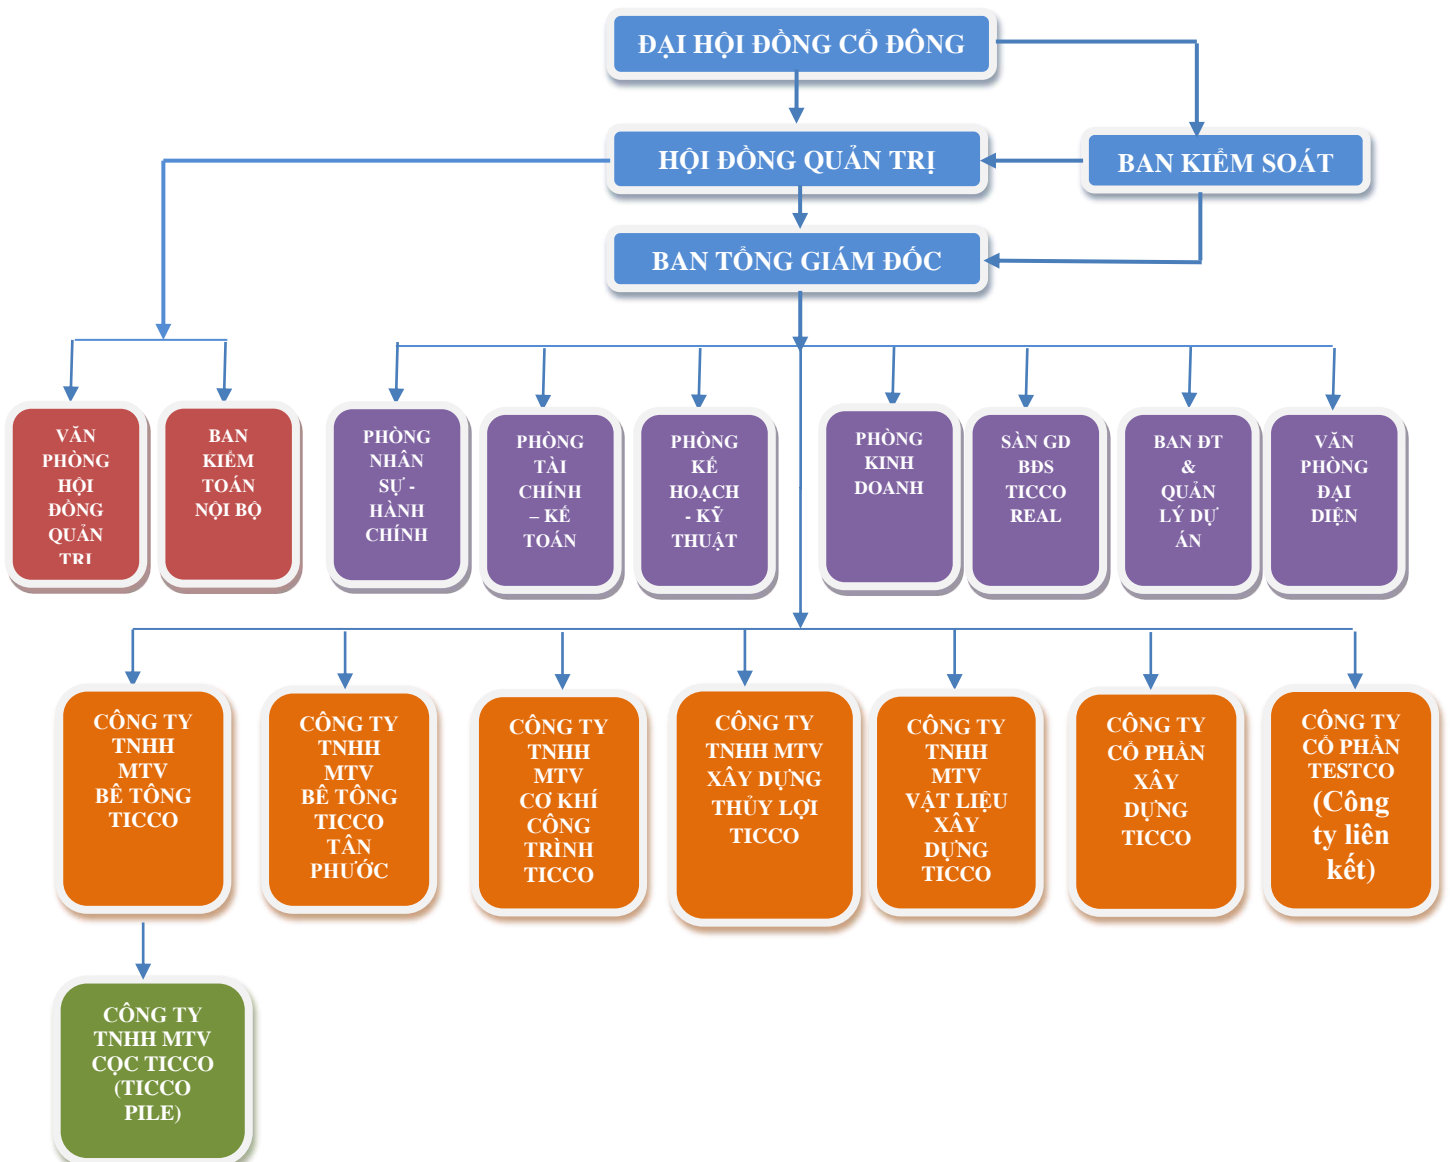 ĐẠI HỘI ĐỒNG CỔ ĐÔNG
HỘI ĐỒNG QUẢN TRỊ
BAN KIỂM SOÁT
BAN TỔNG GIÁM ĐỐC
VĂN
PHÒNG
HỘI
ĐỒNG
QUẢN
TRỊ
BAN
KIỂM
TOÁN
NỘI BỘ
PHÒNG
NHÂN
SỰ -
HÀNH
CHÍNH
PHÒNG
TÀI
CHÍNH
– KẾ
TOÁN
PHÒNG
KẾ
HOẠCH
- KỸ
THUẬT
PHÒNG
KINH
DOANH
SÀN GD
BĐS
TICCO
REAL
BAN ĐT
&
QUẢN
LÝ DỰ
ÁN
VĂN
PHÒNG
ĐẠI
DIỆN
CÔNG TY
TNHH
MTV
BÊ TÔNG
TICCO
CÔNG TY
TNHH
MTV
BÊ TÔNG
TICCO
TÂN
PHƯỚC
CÔNG TY
TNHH
MTV
CƠ KHÍ
CÔNG
TRÌNH
TICCO
CÔNG TY
TNHH MTV
XÂY DỰNG
THỦY LỢI
TICCO
CÔNG TY
TNHH
MTV
VẬT LIỆU
XÂY
DỰNG
TICCO
CÔNG TY
CỔ PHẦN
XÂY
DỰNG
TICCO
CÔNG TY
CỔ PHẦN
TESTCO
(Công
ty liên
kết)
CÔNG TY
TNHH MTV
CỌC TICCO
(TICCO
PILE)